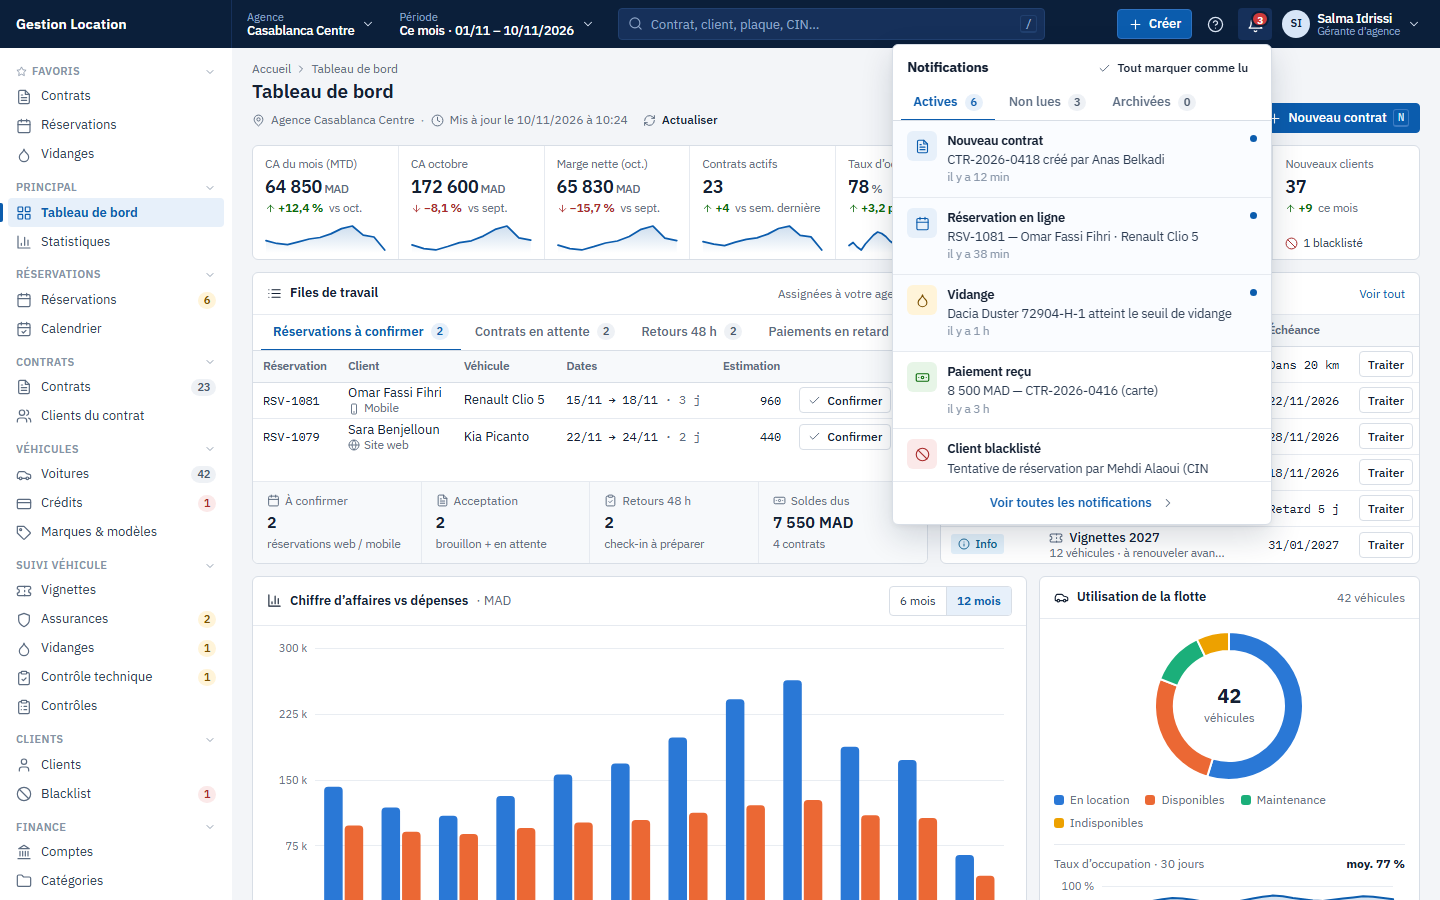 Gestion Location
Agence
Casablanca Centre
Période
Ce mois · 01/11 – 10/11/2026
Contrat, client, plaque, CIN...
/
Créer
3
SI
Salma Idrissi
Gérante d'agence
FAVORIS
Contrats
Réservations
Vidanges
PRINCIPAL
Tableau de bord
Statistiques
RÉSERVATIONS
Réservations 6
Calendrier
CONTRATS
Contrats 23
Clients du contrat
VÉHICULES
Voitures 42
Crédits 1
Marques & modèles
SUIVI VÉHICULE
Vignettes
Assurances 2
Vidanges 1
Contrôle technique 1
Contrôles
CLIENTS
Clients
Blacklist 1
FINANCE
Comptes
Catégories
Accueil > Tableau de bord
Tableau de bord
Agence Casablanca Centre · Mis à jour le 10/11/2026 à 10:24 Actualiser
Nouveau contrat N
CA du mois (MTD)
64 850 MAD
+12,4 % vs oct.
CA octobre
172 600 MAD
−8,1 % vs sept.
Marge nette (oct.)
65 830 MAD
−15,7 % vs sept.
Contrats actifs
23
+4 vs sem. dernière
78 %
Nouveaux clients
37
+9 ce mois
1 blacklisté
Files de travail
Réservations à confirmer 2
Contrats en attente 2
Retours 48 h 2
Paiements en retard
Réservation Client Véhicule Dates Estimation
RSV-1081 Omar Fassi Fihri Renault Clio 5 15/11 → 18/11 · 3 j 960 Confirmer
Mobile
RSV-1079 Sara Benjelloun Kia Picanto 22/11 → 24/11 · 2 j 440 Confirmer
Site web
À confirmer
2
réservations web / mobile
Acceptation
2
brouillon + en attente
Retours 48 h
2
check-in à préparer
Soldes dus
7 550 MAD
4 contrats
Notifications
Tout marquer comme lu
Actives 6
Non lues 3
Archivées 0
Nouveau contrat
CTR-2026-0418 créé par Anas Belkadi
il y a 12 min
Réservation en ligne
RSV-1081 — Omar Fassi Fihri · Renault Clio 5
il y a 38 min
Vidange
Dacia Duster 72904-H-1 atteint le seuil de vidange
il y a 1 h
Paiement reçu
8 500 MAD — CTR-2026-0416 (carte)
il y a 3 h
Client blacklisté
Tentative de réservation par Mehdi Alaoui (CIN
Voir toutes les notifications
Voir tout
Échéance
Dans 20 km Traiter
22/11/2026 Traiter
28/11/2026 Traiter
18/11/2026 Traiter
Retard 5 j Traiter
Info Vignettes 2027 31/01/2027 Traiter
12 véhicules · à renouveler avan...
Chiffre d'affaires vs dépenses · MAD
6 mois 12 mois
300 k
225 k
150 k
75 k
Utilisation de la flotte
42 véhicules
42
véhicules
En location Disponibles Maintenance
Indisponibles
Taux d'occupation · 30 jours
moy. 77 %
100 %